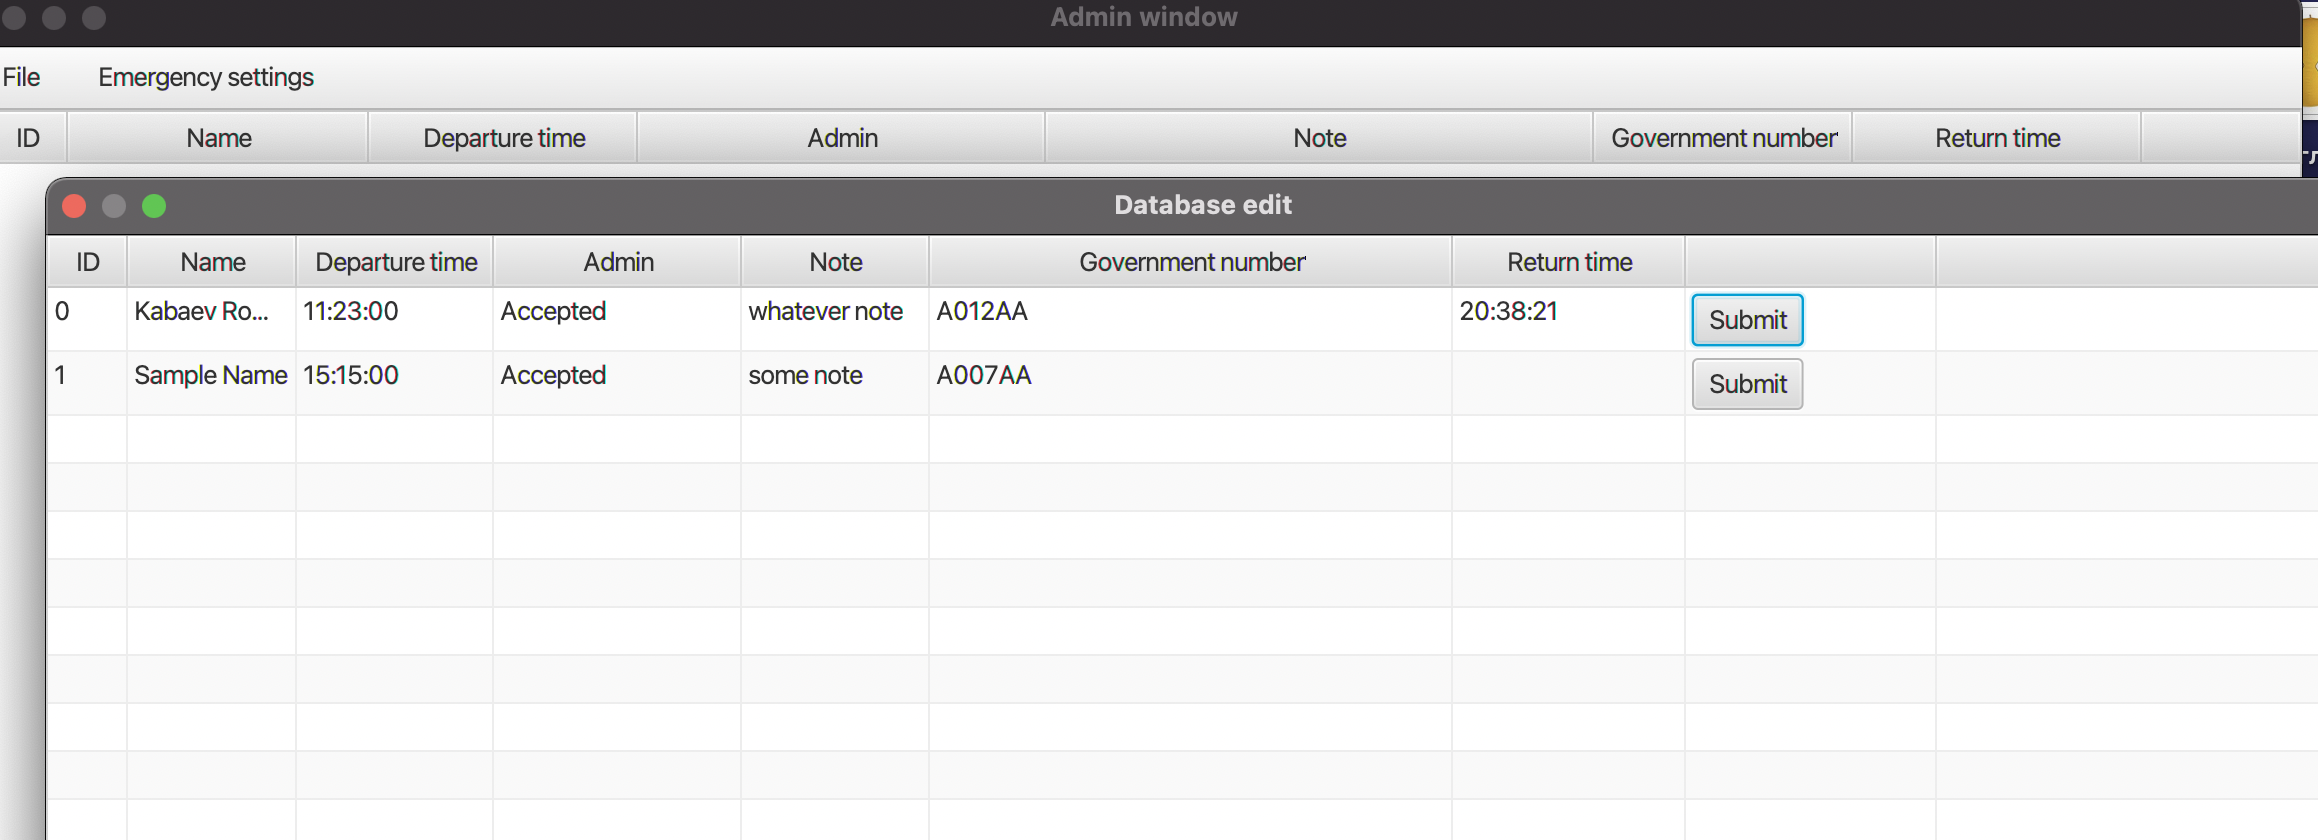 Admin window
File Emergency settings
ID Name Departure time Admin Note Government number Return time
Database edit
ID Name Departure time Admin Note Government number Return time
0 Kabaev Ro... 11:23:00 Accepted whatever note A012AA 20:38:21 Submit
1 Sample Name 15:15:00 Accepted some note A007AA Submit